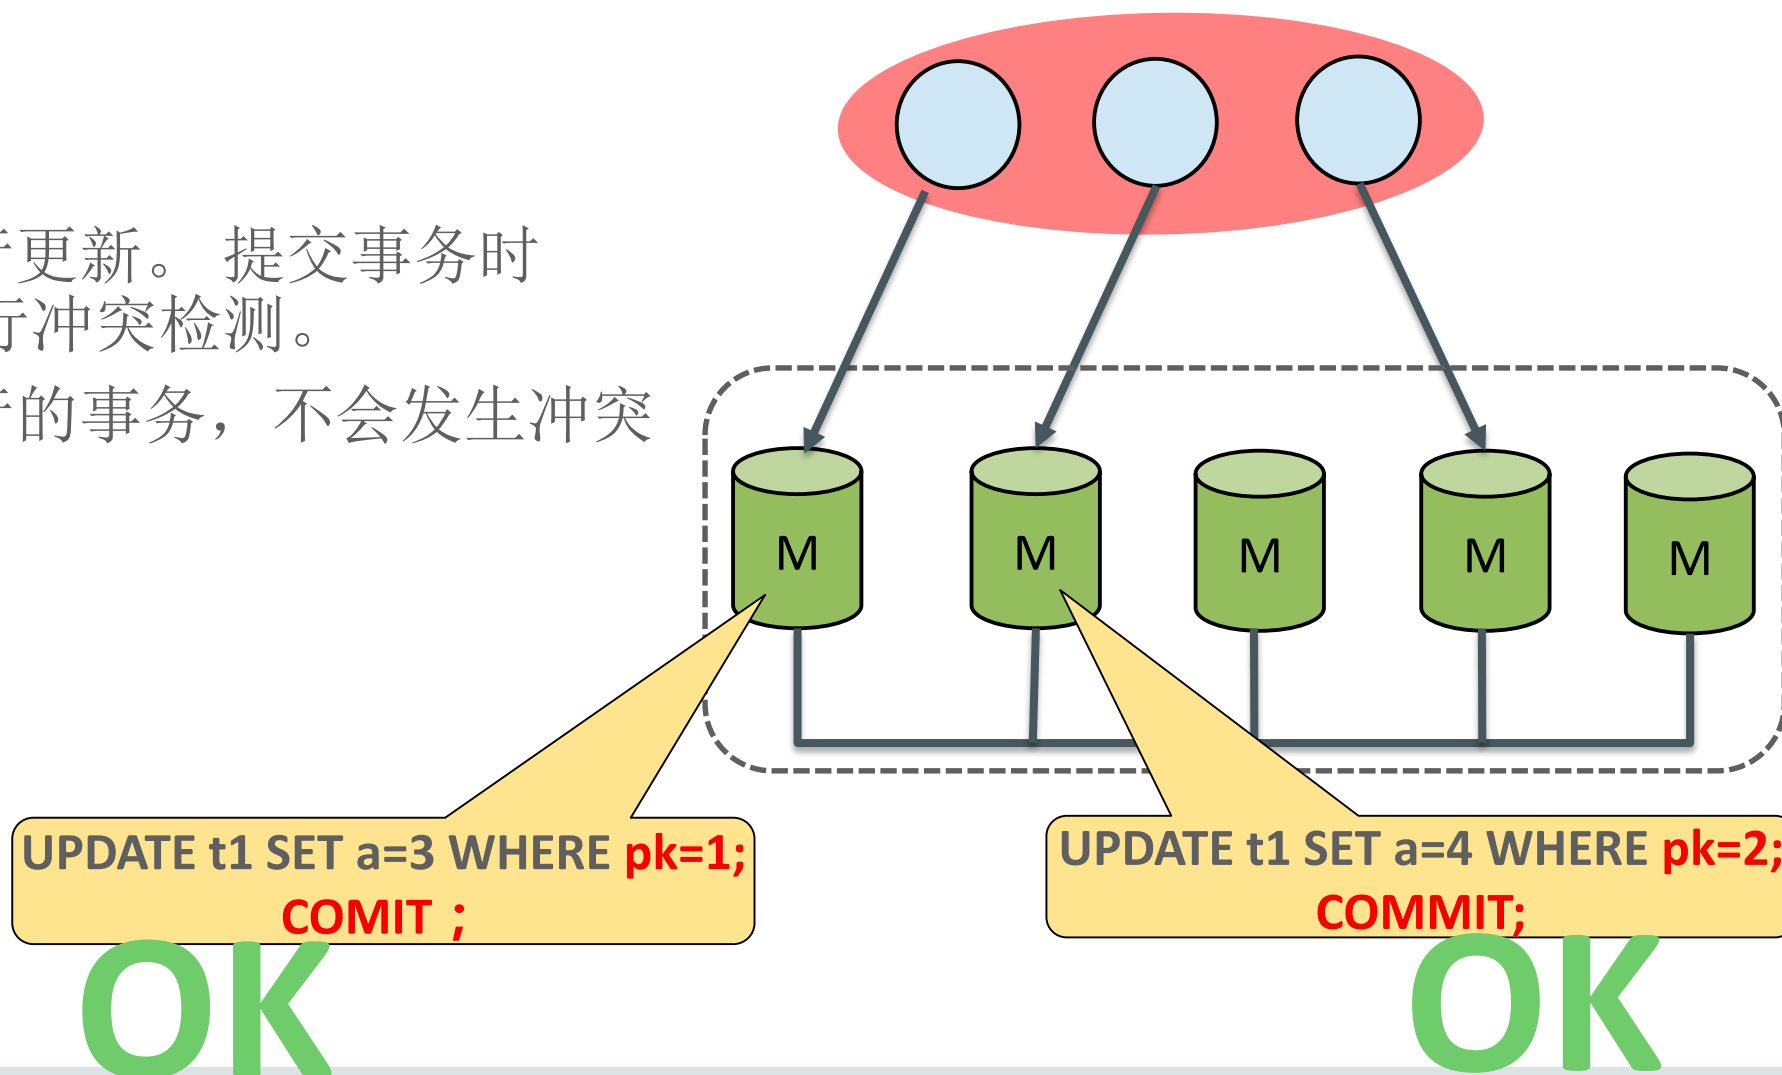 更新。 提交事务时
行冲突检测。
的事务，不会发生冲突
M M M M M
UPDATE t1 SET a=3 WHERE pk=1;
COMIT ;
UPDATE t1 SET a=4 WHERE pk=2;
COMMIT;
OK
OK